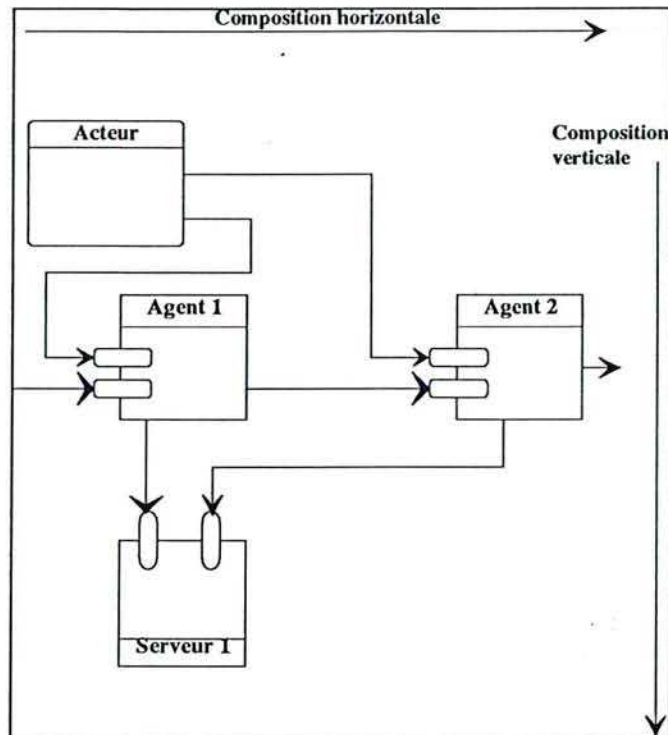 Composition horizontale
Acteur
Composition
verticale
Agent 1
Agent 2
Serveur 1